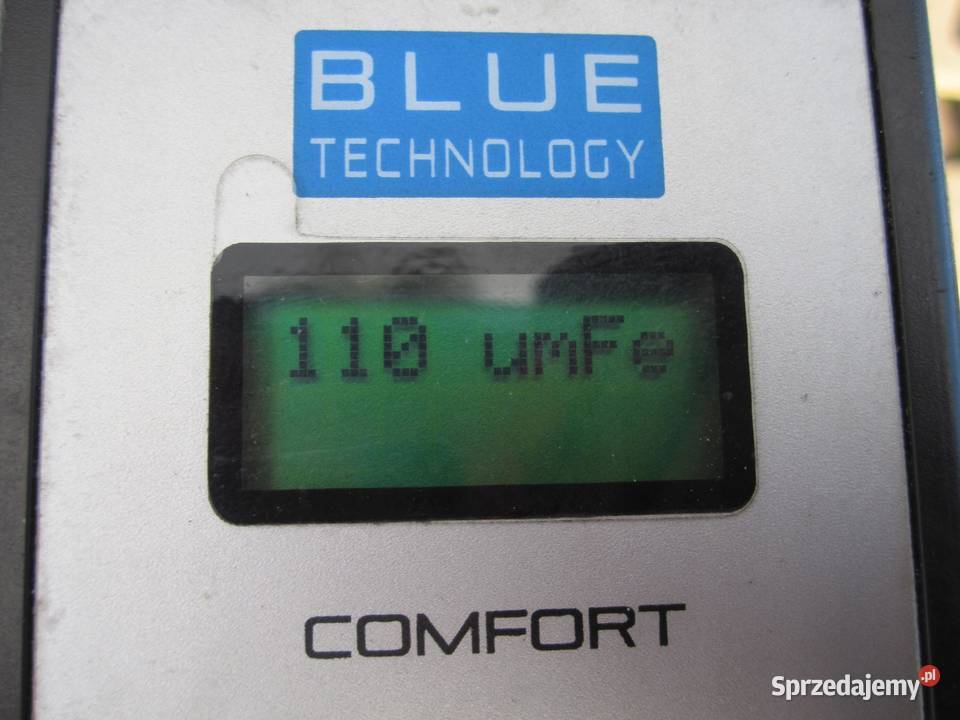 BLUE
TECHNOLOGY
110 umFe
COMFORT
Sprzedajemy.pl